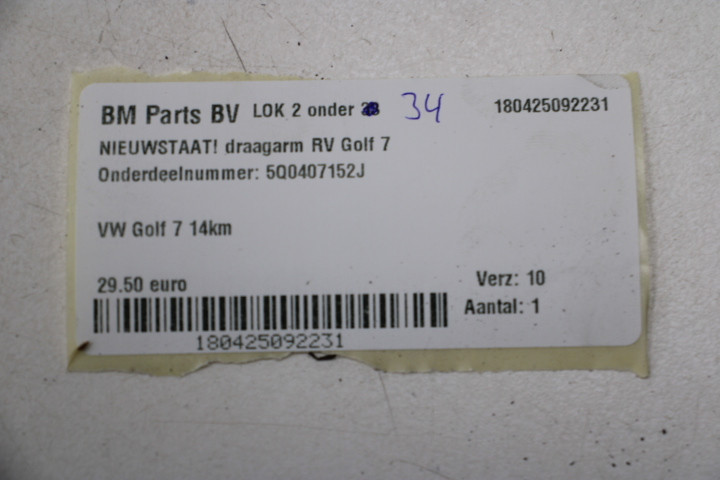 BM Parts BV LOK 2 onder 34 180425092231
NIEUWSTAAT! draagarm RV Golf 7
Onderdeelnummer: 5Q0407152J
VW Golf 7 14km
29.50 euro Verz: 10
Aantal: 1
180425092231